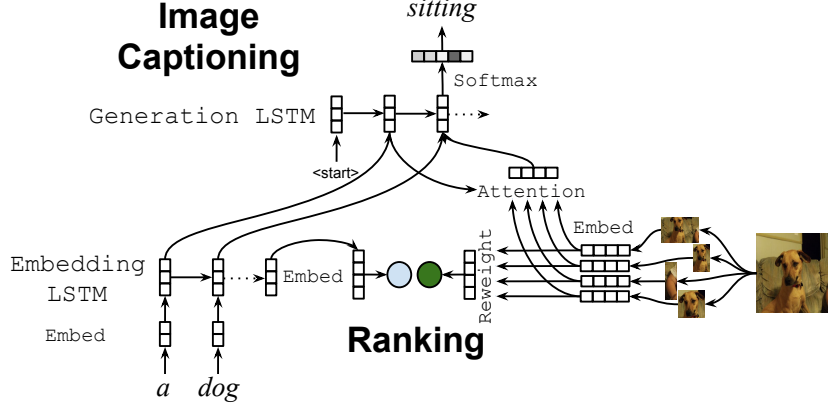 Image
Captioning
sitting
Softmax
Generation LSTM
<start>
Attention
Embed
Reweight
Embedding
LSTM
Embed
Embed
Ranking
a dog